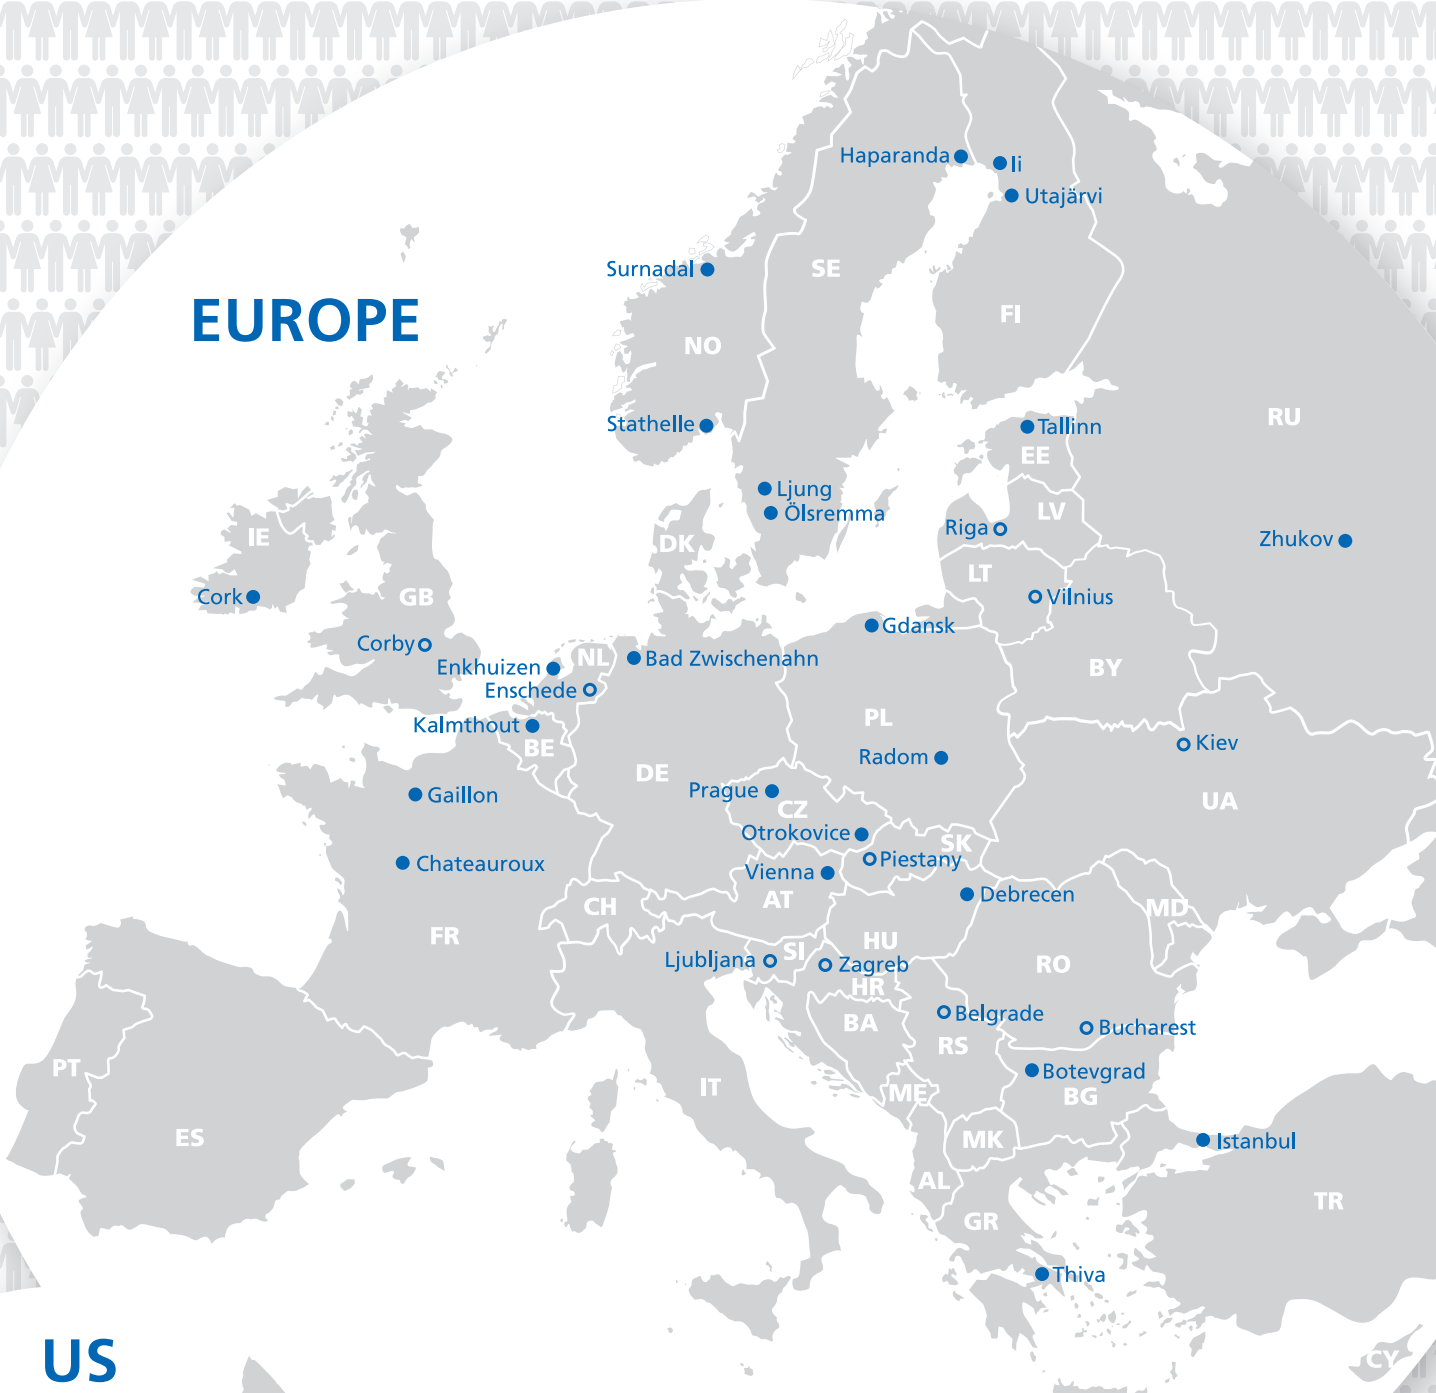 Haparanda
Ii
Utajärvi
Surnadal
SE
EUROPE
FI
NO
RU
Stathelle
Tallinn
EE
Ljung
Ölsremma
LV
Riga
IE
DK
Zhukov
LT
Cork
GB
Vilnius
Gdansk
Corby
NL
Bad Zwischenahn
Enkhuizen
BY
Enschede
PL
Kalmthout
BE
Kiev
Radom
DE
Prague
Gaillon
UA
CZ
Otrokovice
SK
Piestany
Chateauroux
Vienna
AT
Debrecen
CH
MD
FR
HU
SI
Ljubljana
Zagreb
RO
HR
Belgrade
BA
Bucharest
RS
PT
Botevgrad
IT
ME
BG
ES
MK
Istanbul
AL
TR
GR
Thiva
US
CY